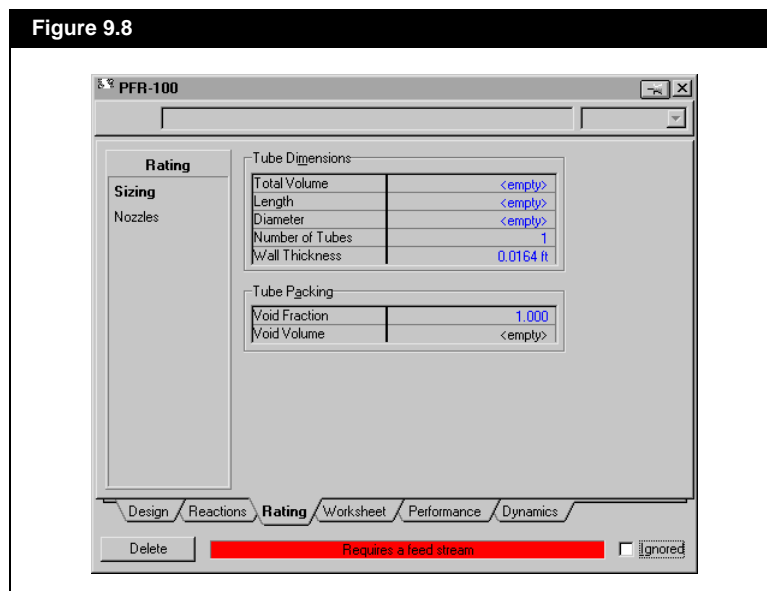 Figure 9.8
PFR-100
Rating
Sizing
Nozzles
Tube Dimensions
Total Volume <empty>
Length <empty>
Diameter <empty>
Number of Tubes 1
Wall Thickness 0.0164 ft
Tube Packing
Void Fraction 1.000
Void Volume <empty>
Design Reactions Rating Worksheet Performance Dynamics
Delete Requires a feed stream Ignored